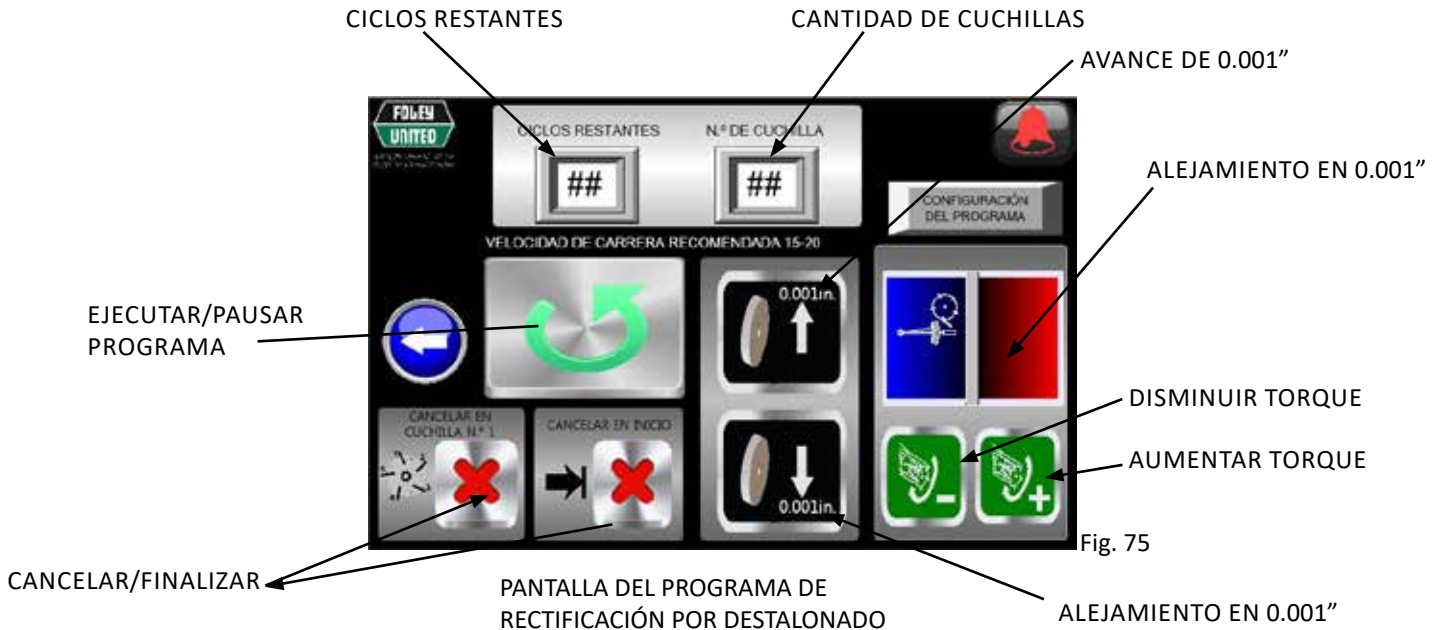 CICLOS RESTANTES
CANTIDAD DE CUCHILLAS
AVANCE DE 0.001”
FOLEY
UNITED
CICLOS RESTANTES
N.º DE CUCHILLA
##
##
ALEJAMIENTO EN 0.001”
CONFIGURACIÓN
DEL PROGRAMA
VELOCIDAD DE CARRERA RECOMENDADA 15-20
0.001in.
EJECUTAR/PAUSAR
PROGRAMA
DISMINUIR TORQUE
CANCELAR EN
CUCHILLA N.º 1
CANCELAR EN INICIO
AUMENTAR TORQUE
0.001in.
Fig. 75
CANCELAR/FINALIZAR
PANTALLA DEL PROGRAMA DE
RECTIFICACIÓN POR DESTALONADO
ALEJAMIENTO EN 0.001”